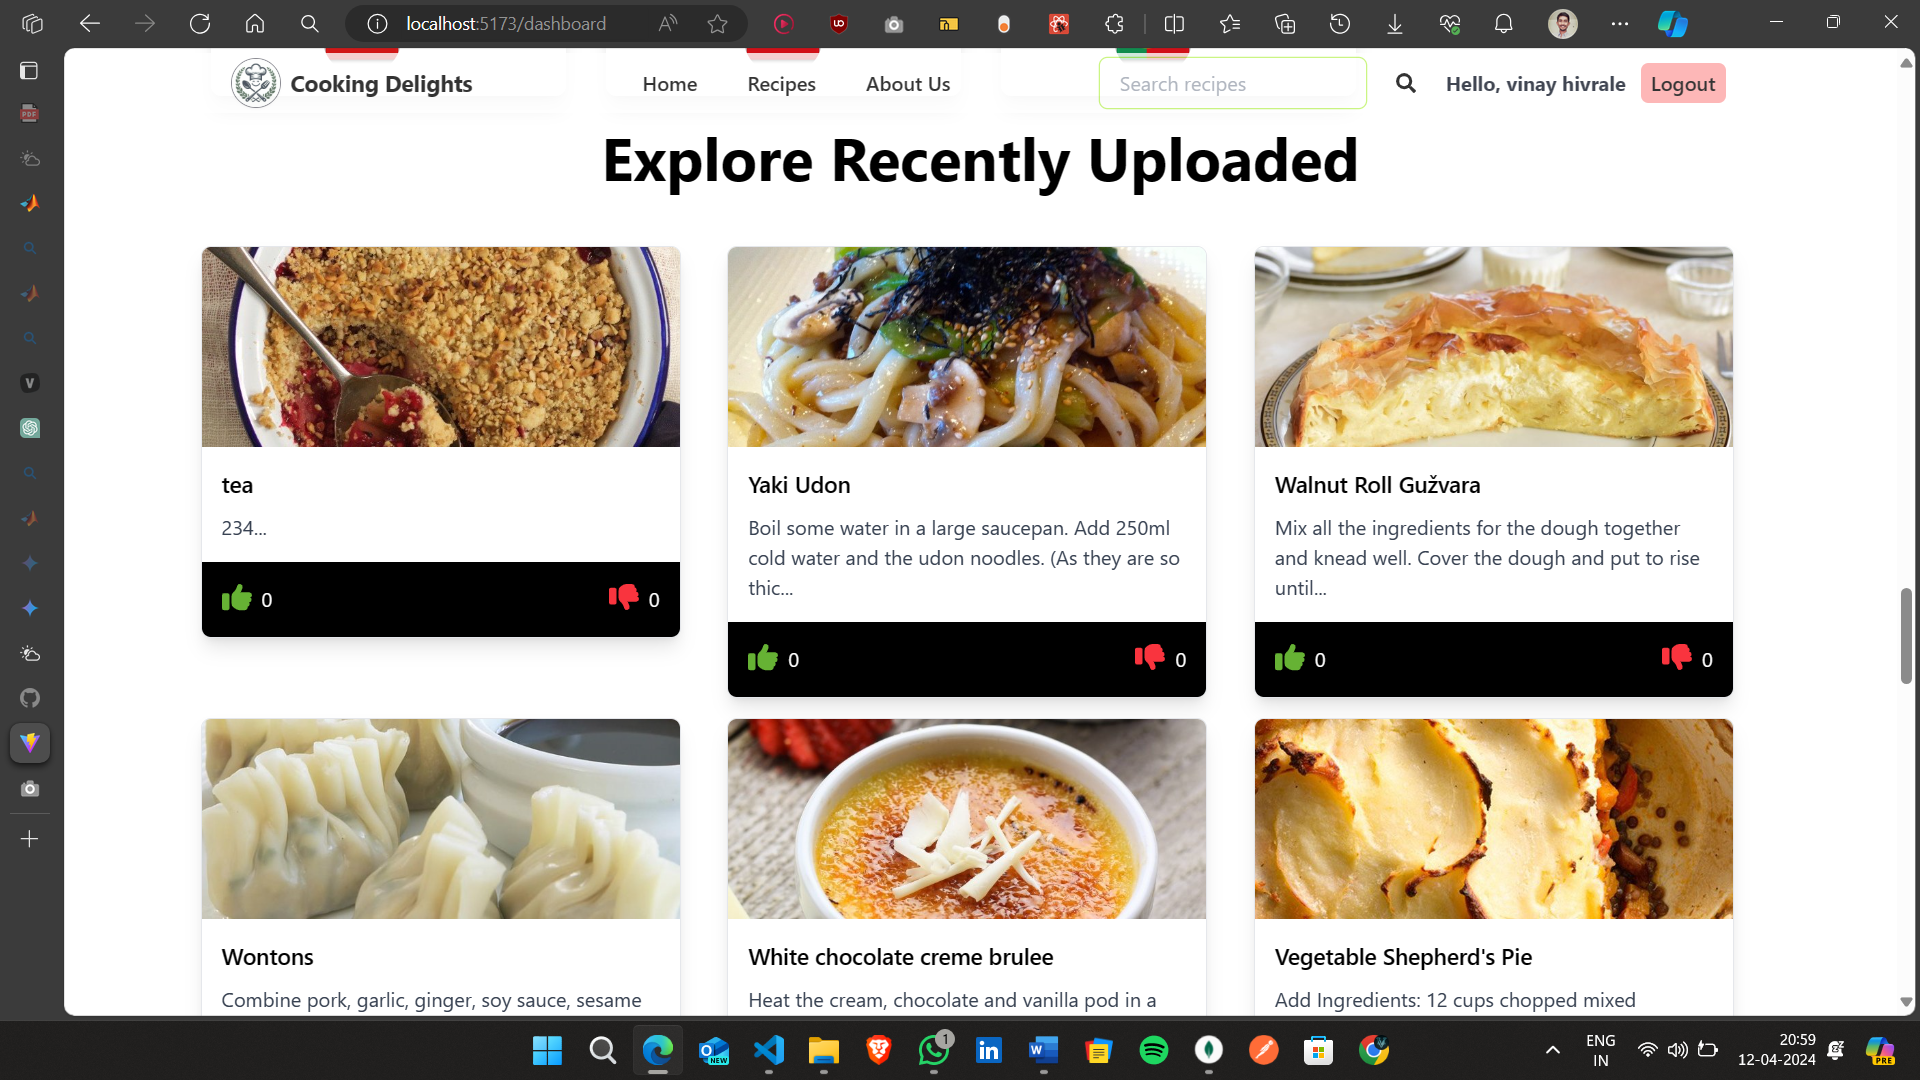 localhost:5173/dashboard
Cooking Delights
Home
Recipes
About Us
Search recipes
Hello, vinay hivrale
Logout
Explore Recently Uploaded
tea
234...
0
0
Yaki Udon
Boil some water in a large saucepan. Add 250ml
cold water and the udon noodles. (As they are so
thic...
0
0
Walnut Roll Gužvara
Mix all the ingredients for the dough together
and knead well. Cover the dough and put to rise
until...
0
0
Wontons
Combine pork, garlic, ginger, soy sauce, sesame
White chocolate creme brulee
Heat the cream, chocolate and vanilla pod in a
Vegetable Shepherd's Pie
Add Ingredients: 12 cups chopped mixed
PDF
V
NEW
1
ENG
IN
20:59
12-04-2024
PRE